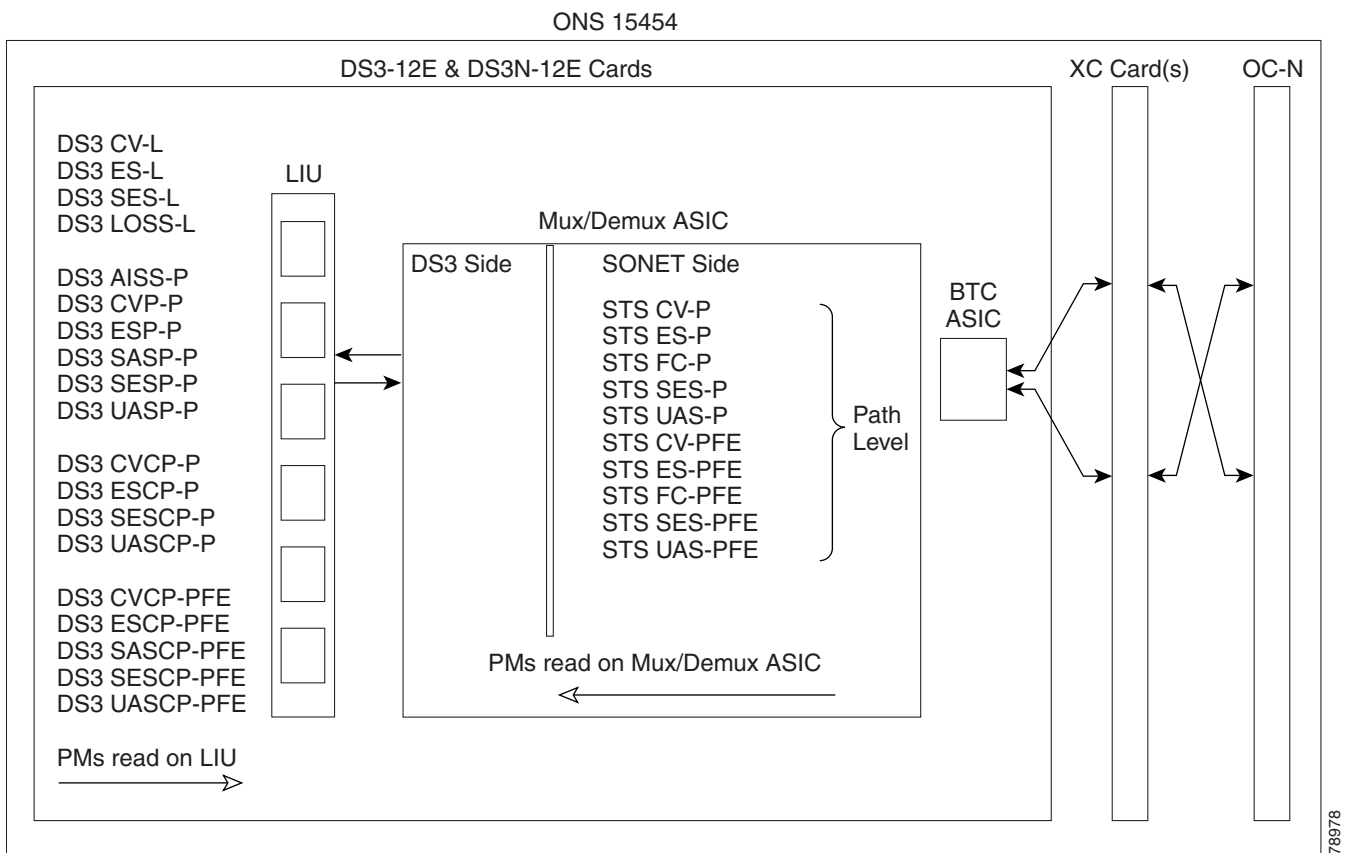 ONS 15454
DS3-12E & DS3N-12E Cards
XC Card(s)
OC-N
DS3 CV-L
DS3 ES-L
DS3 SES-L
DS3 LOSS-L
DS3 AISS-P
DS3 CVP-P
DS3 ESP-P
DS3 SASP-P
DS3 SESP-P
DS3 UASP-P
DS3 CVCP-P
DS3 ESCP-P
DS3 SESCP-P
DS3 UASCP-P
DS3 CVCP-PFE
DS3 ESCP-PFE
DS3 SASCP-PFE
DS3 SESCP-PFE
DS3 UASCP-PFE
PMs read on LIU
LIU
Mux/Demux ASIC
DS3 Side
SONET Side
STS CV-P
STS ES-P
STS FC-P
STS SES-P
STS UAS-P
STS CV-PFE
STS ES-PFE
STS FC-PFE
STS SES-PFE
STS UAS-PFE
Path
Level
PMs read on Mux/Demux ASIC
BTC
ASIC
78978